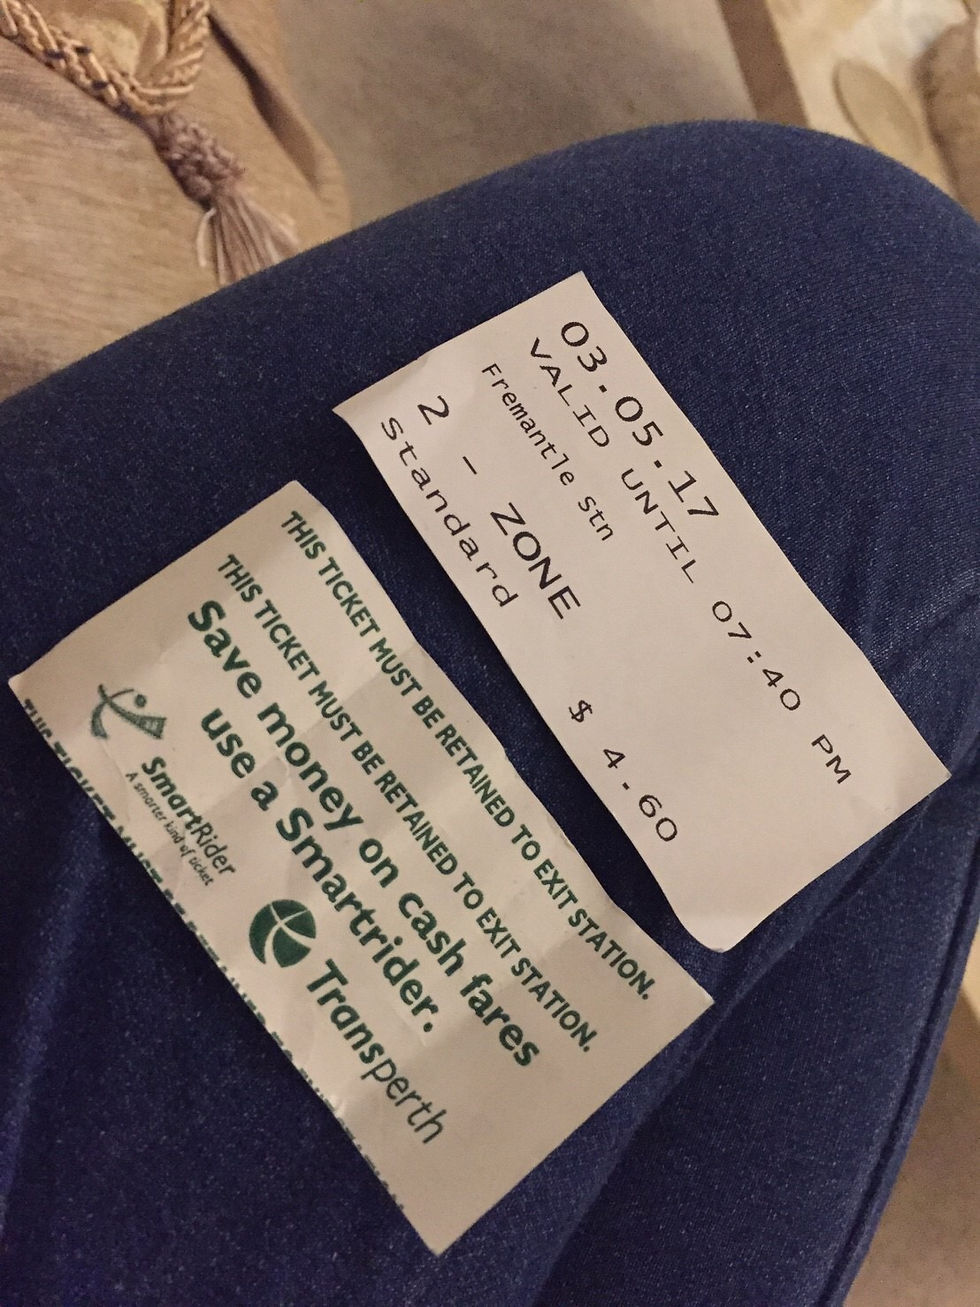 03.05.17
VALID UNTIL 07:40 PM
Fremantle Stn
2 - ZONE $ 4.60
Standard
THIS TICKET MUST BE RETAINED TO EXIT STATION.
THIS TICKET MUST BE RETAINED TO EXIT STATION.
Save money on cash fares
use a Smartrider.
SmartRider
A smarter kind of ticket
Transperth